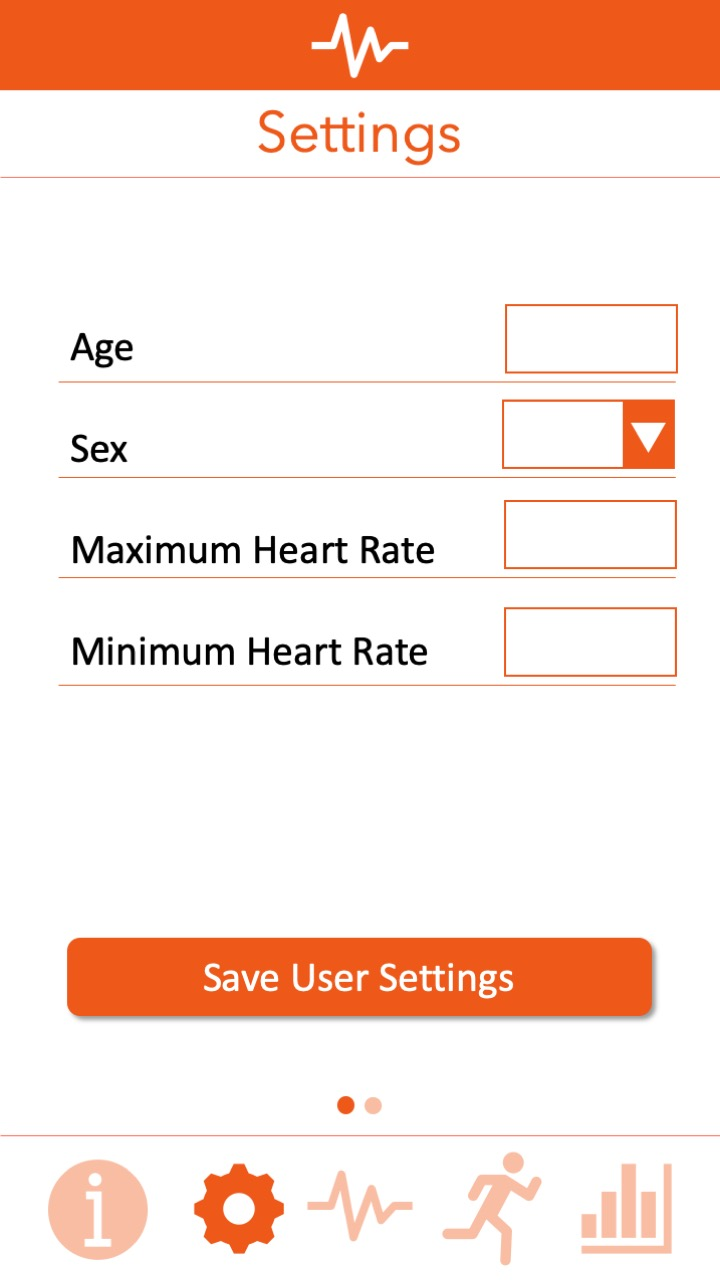 Settings
Age
Sex
Maximum Heart Rate
Minimum Heart Rate
Save User Settings
i